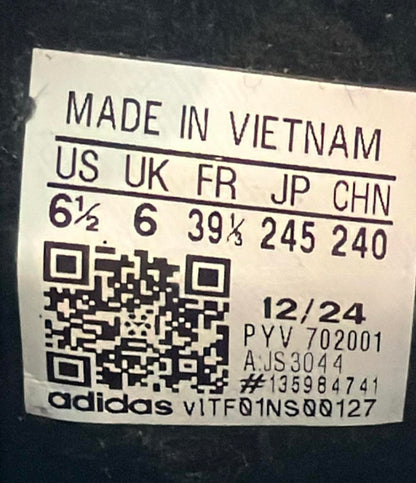 MADE IN VIETNAM
US UK FR JP CHN
6½ 6 39⅓ 245 240
12/24
PYV 702001
A:JS3044
#135984741
adidas v1TF01NS00127